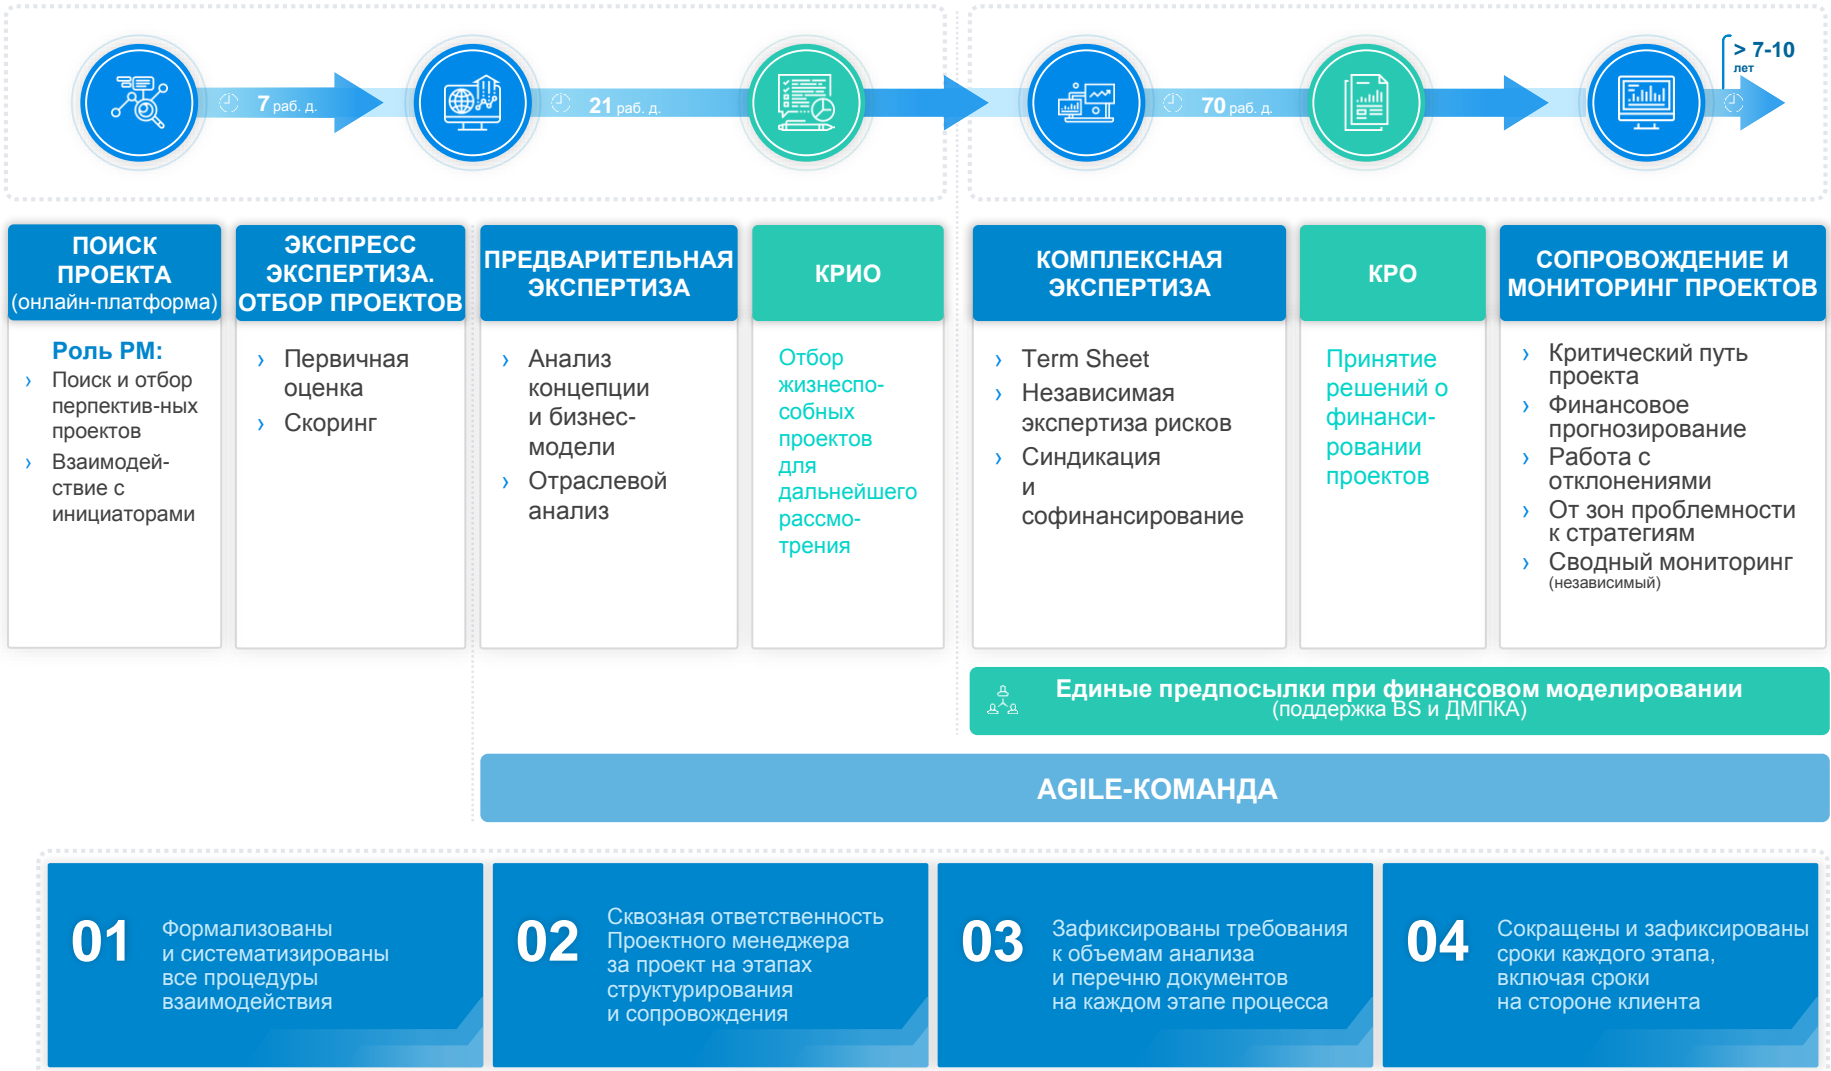 7 раб. д.
21 раб. д.
70 раб. д.
> 7-10
лет
ПОИСК
ПРОЕКТА
(онлайн-платформа)
Роль PM:
› Поиск и отбор
перпектив-ных
проектов
› Взаимодей-
ствие с
инициаторами
ЭКСПРЕСС
ЭКСПЕРТИЗА.
ОТБОР ПРОЕКТОВ
› Первичная
оценка
› Скоринг
ПРЕДВАРИТЕЛЬНАЯ
ЭКСПЕРТИЗА
› Анализ
концепции
и бизнес-
модели
› Отраслевой
анализ
КРИО
Отбор
жизнеспо-
собных
проектов
для
дальнейшего
рассмо-
трения
КОМПЛЕКСНАЯ
ЭКСПЕРТИЗА
› Term Sheet
› Независимая
экспертиза рисков
› Синдикация
и
софинансирование
КРО
Принятие
решений о
финанси-
ровании
проектов
СОПРОВОЖДЕНИЕ И
МОНИТОРИНГ ПРОЕКТОВ
› Критический путь
проекта
› Финансовое
прогнозирование
› Работа с
отклонениями
› От зон проблемности
к стратегиям
› Сводный мониторинг
(независимый)
Единые предпосылки при финансовом моделировании
(поддержка BS и ДМПКА)
AGILE-КОМАНДА
01
Формализованы
и систематизированы
все процедуры
взаимодействия
02
Сквозная ответственность
Проектного менеджера
за проект на этапах
структурирования
и сопровождения
03
Зафиксированы требования
к объемам анализа
и перечню документов
на каждом этапе процесса
04
Сокращены и зафиксированы
сроки каждого этапа,
включая сроки
на стороне клиента